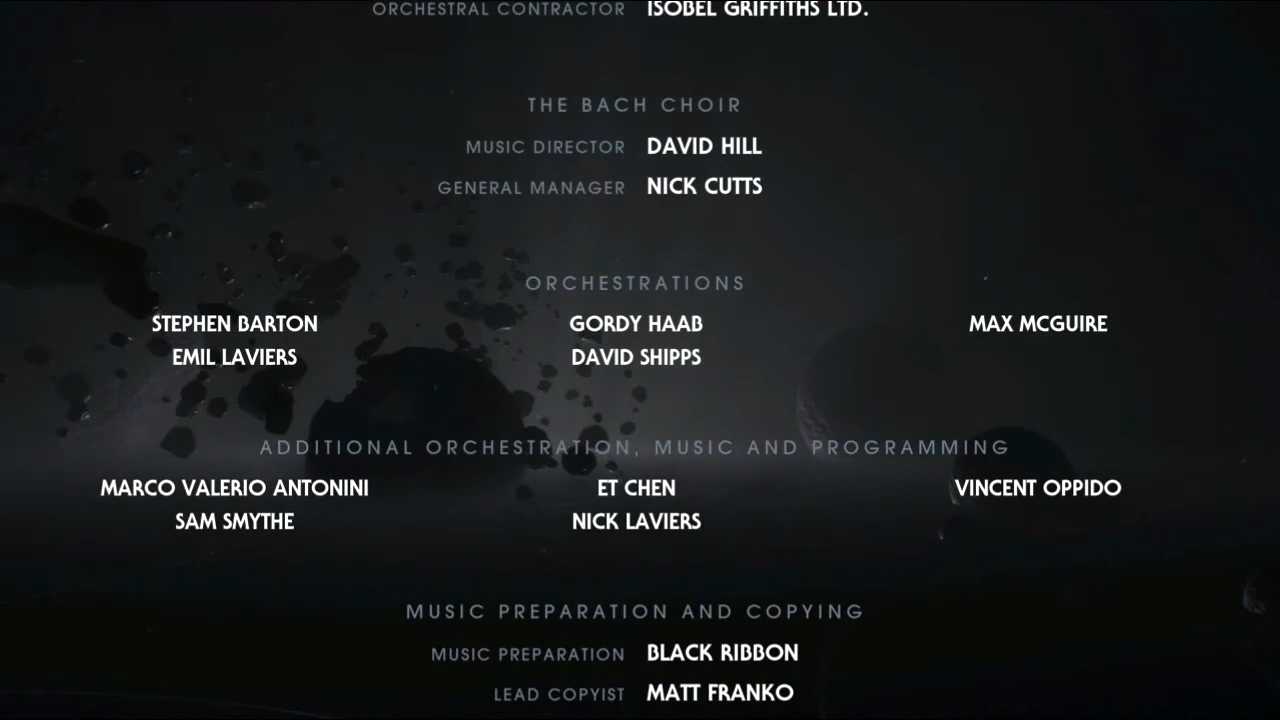 ORCHESTRAL CONTRACTOR ISOBEL GRIFFITHS LTD.
THE BACH CHOIR
MUSIC DIRECTOR DAVID HILL
GENERAL MANAGER NICK CUTTS
ORCHESTRATIONS
STEPHEN BARTON GORDY HAAB MAX MCGUIRE
EMIL LAVIERS DAVID SHIPPS
ADDITIONAL ORCHESTRATION, MUSIC AND PROGRAMMING
MARCO VALERIO ANTONINI ET CHEN VINCENT OPPIDO
SAM SMYTHE NICK LAVIERS
MUSIC PREPARATION AND COPYING
MUSIC PREPARATION BLACK RIBBON
LEAD COPYIST MATT FRANKO